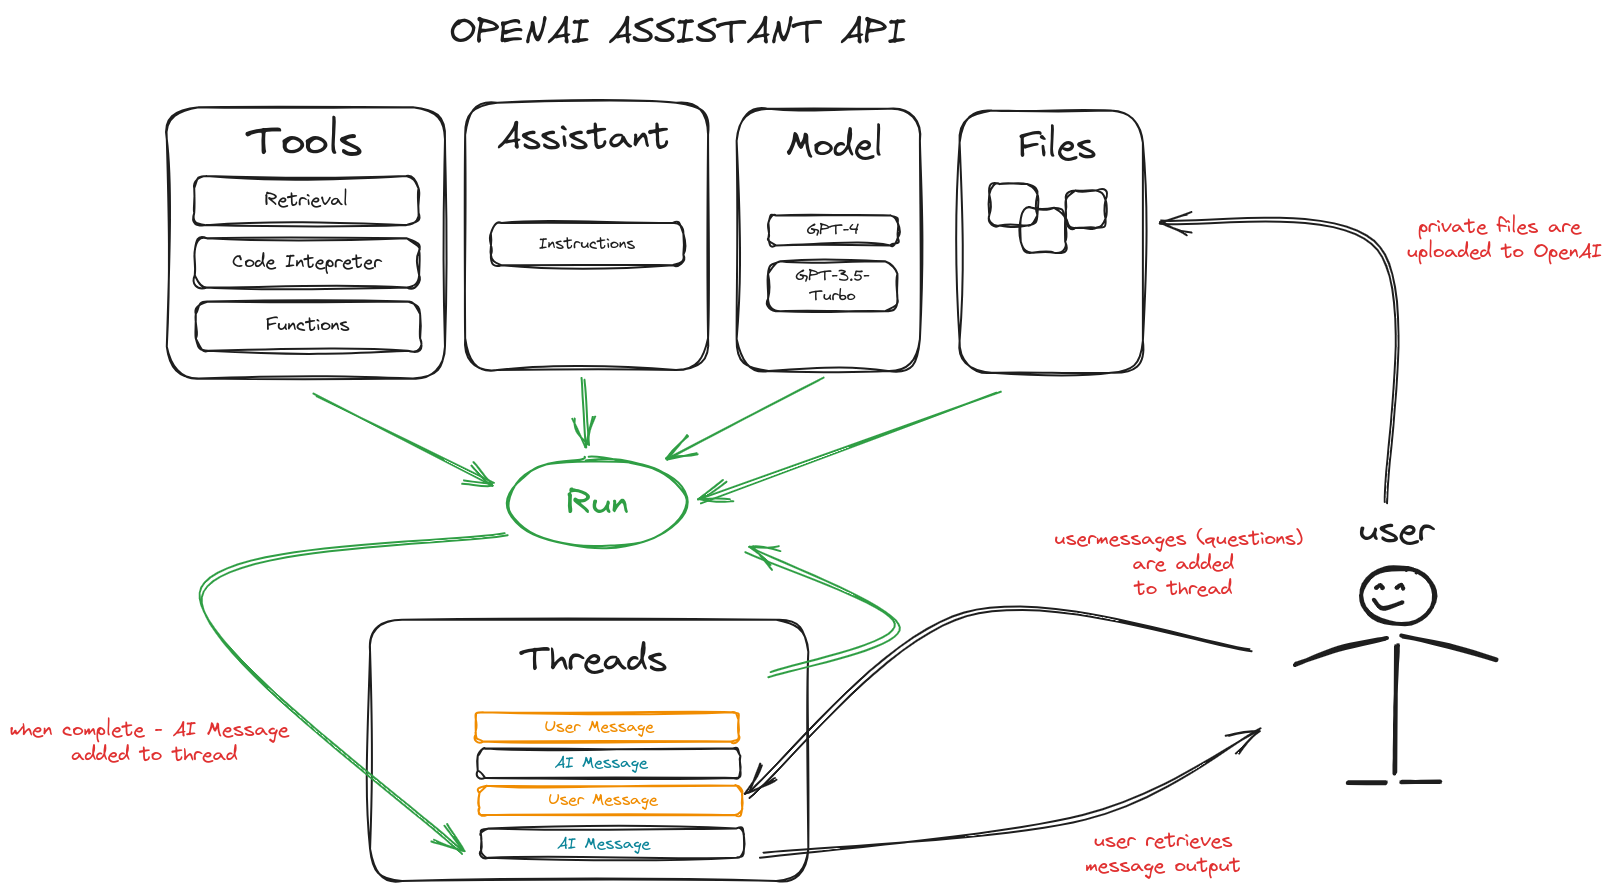 OPENAI ASSISTANT API
Tools
Retrieval
Code Intepreter
Functions
Assistant
Instructions
Model
GPT-4
GPT-3.5-
Turbo
Files
private files are
uploaded to OpenAI
Run
user
usermessages (questions)
are added
to thread
Threads
User Message
AI Message
User Message
AI Message
when complete - AI Message
added to thread
user retrieves
message output